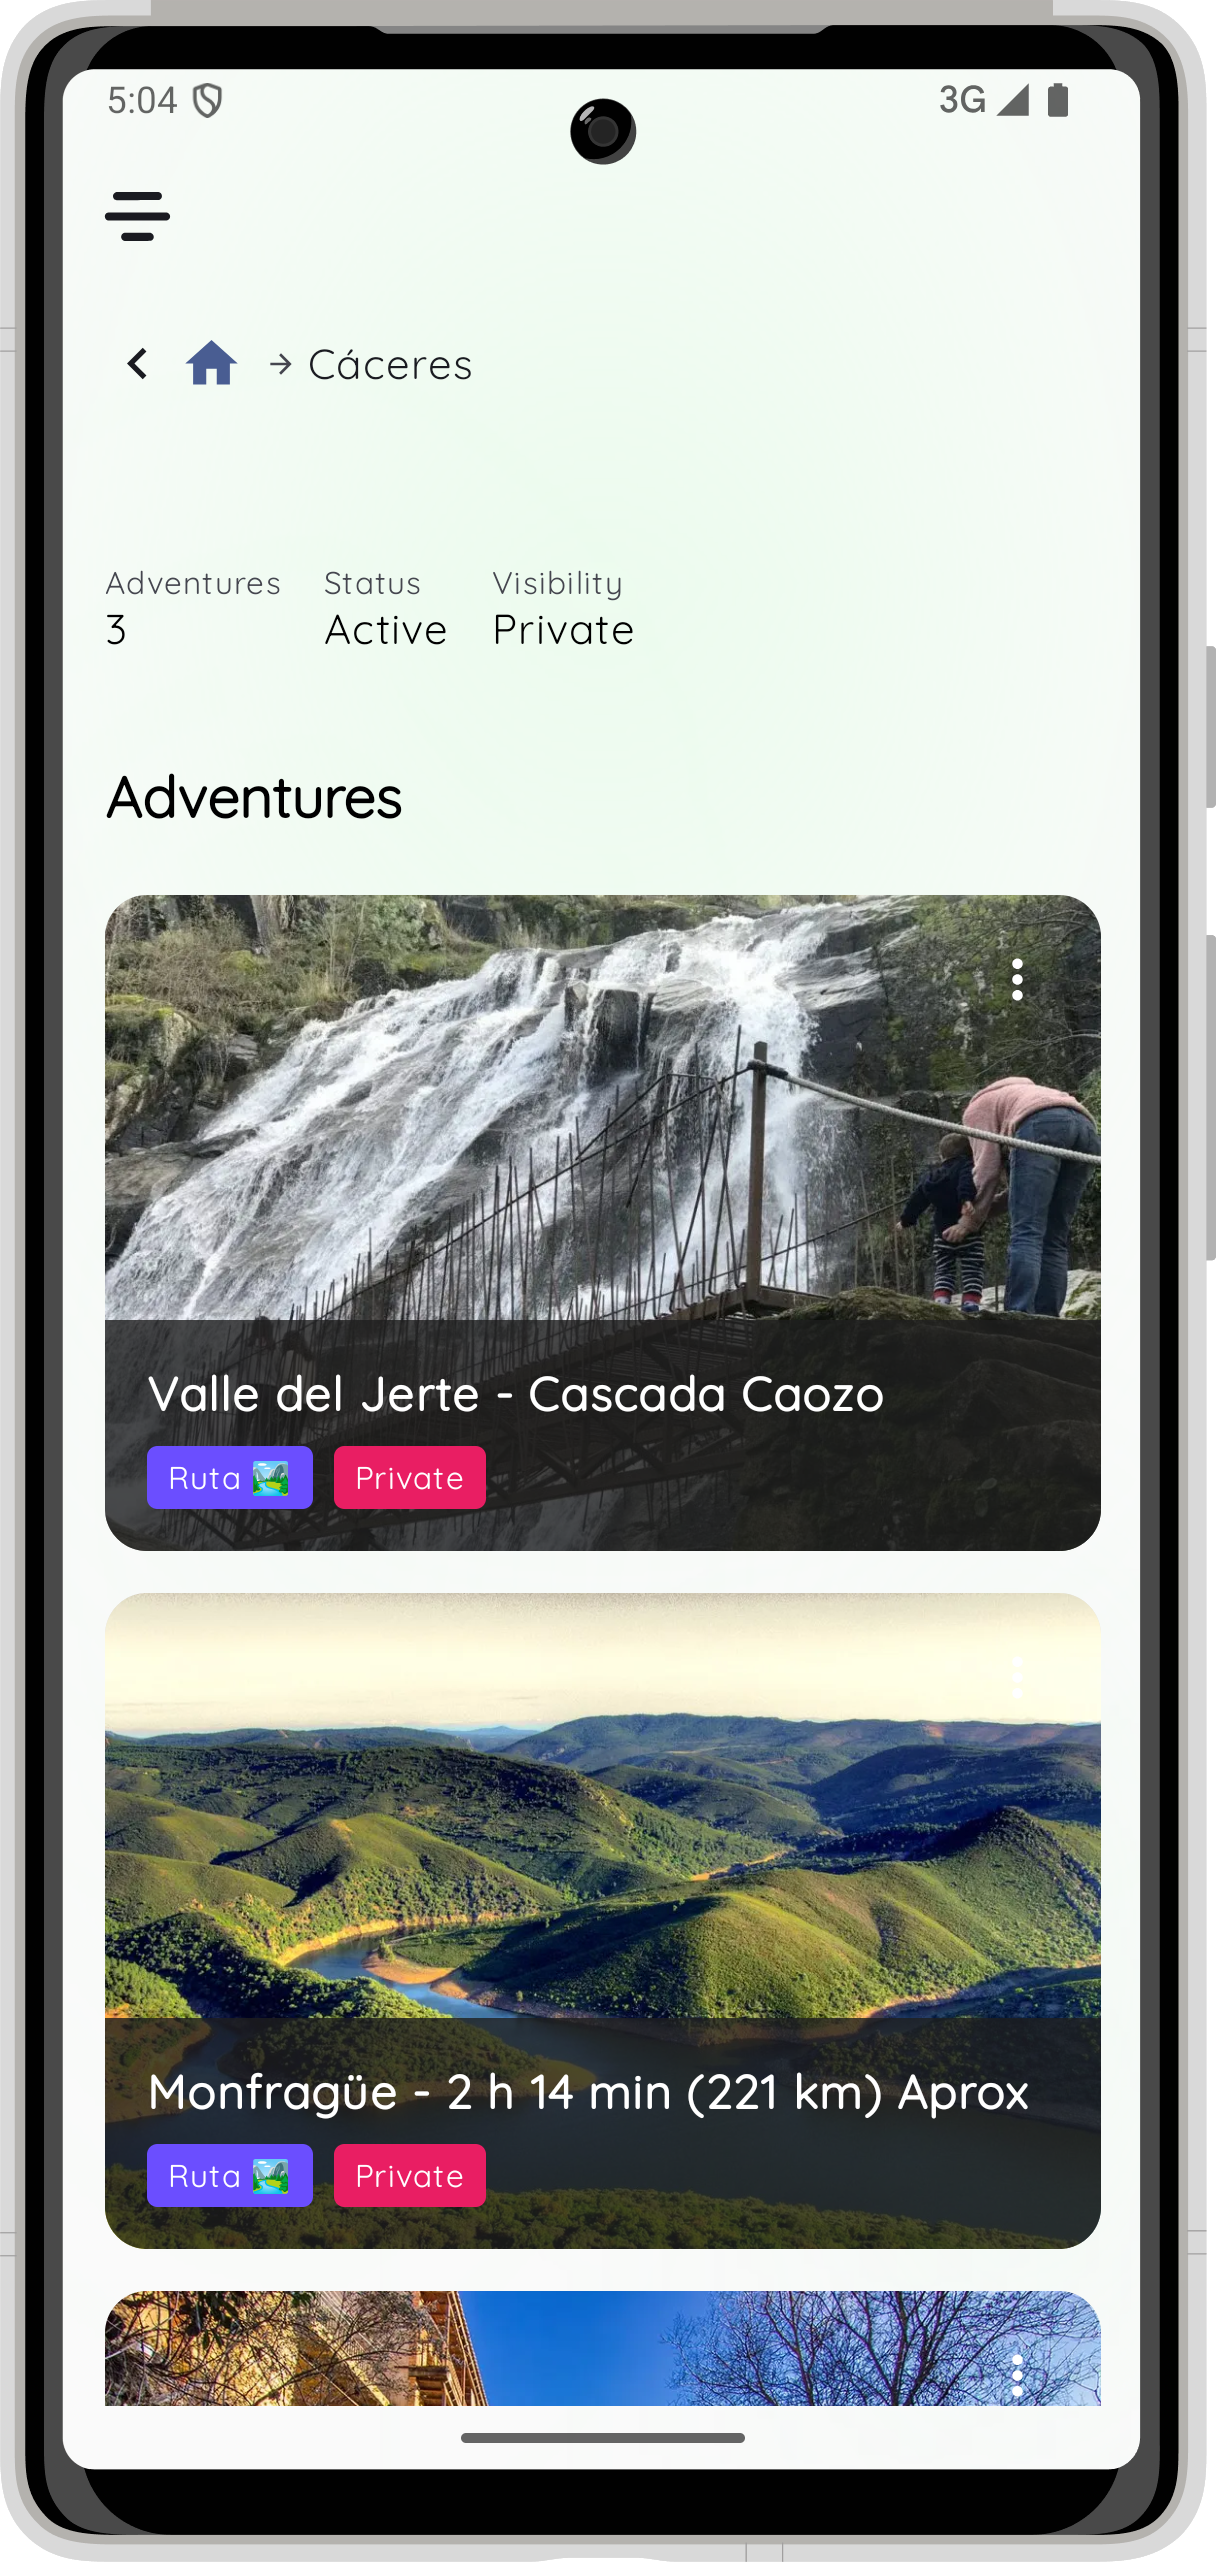 5:04 3G
Cáceres
Adventures Status Visibility
3 Active Private
Adventures
Valle del Jerte - Cascada Caozo
Ruta 🏞️ Private
Monfragüe - 2 h 14 min (221 km) Aprox
Ruta 🏞️ Private